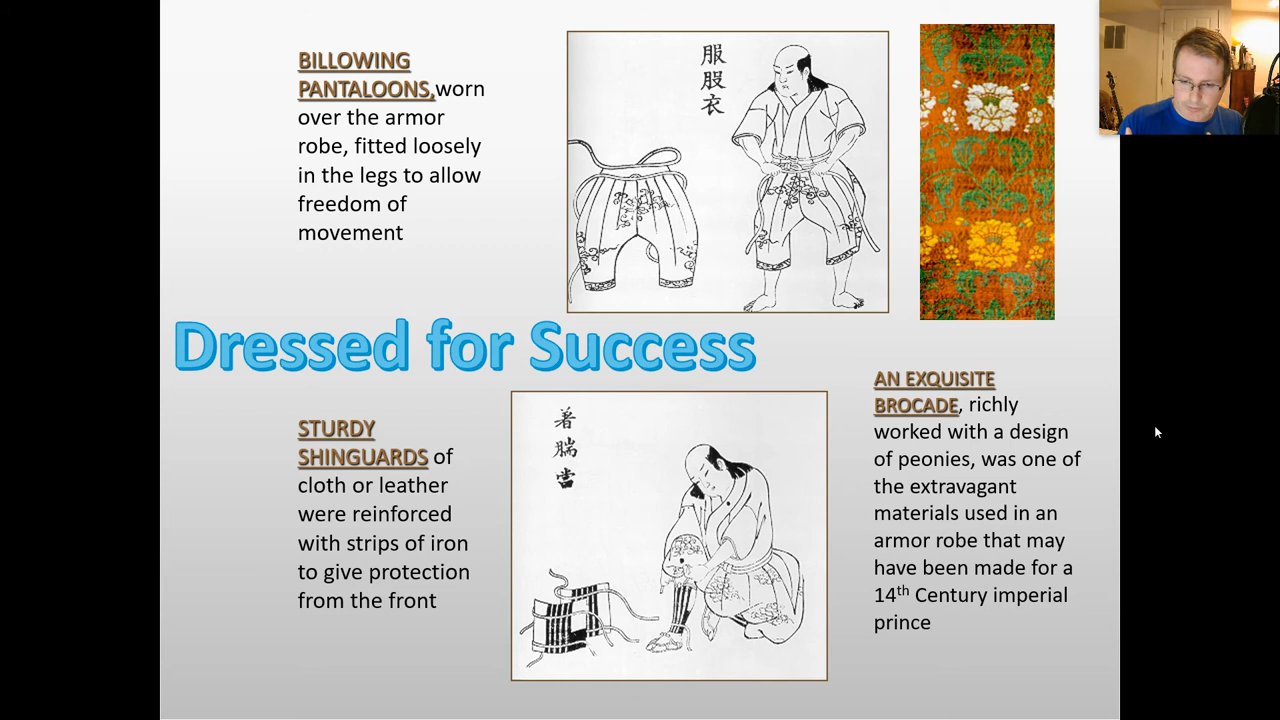 BILLOWING
PANTALOONS,worn
over the armor
robe, fitted loosely
in the legs to allow
freedom of
movement
服
股
衣
Dressed for Success
STURDY
SHINGUARDS of
cloth or leather
were reinforced
with strips of iron
to give protection
from the front
著
當
AN EXQUISITE
BROCADE, richly
worked with a design
of peonies, was one of
the extravagant
materials used in an
armor robe that may
have been made for a
14th Century imperial
prince